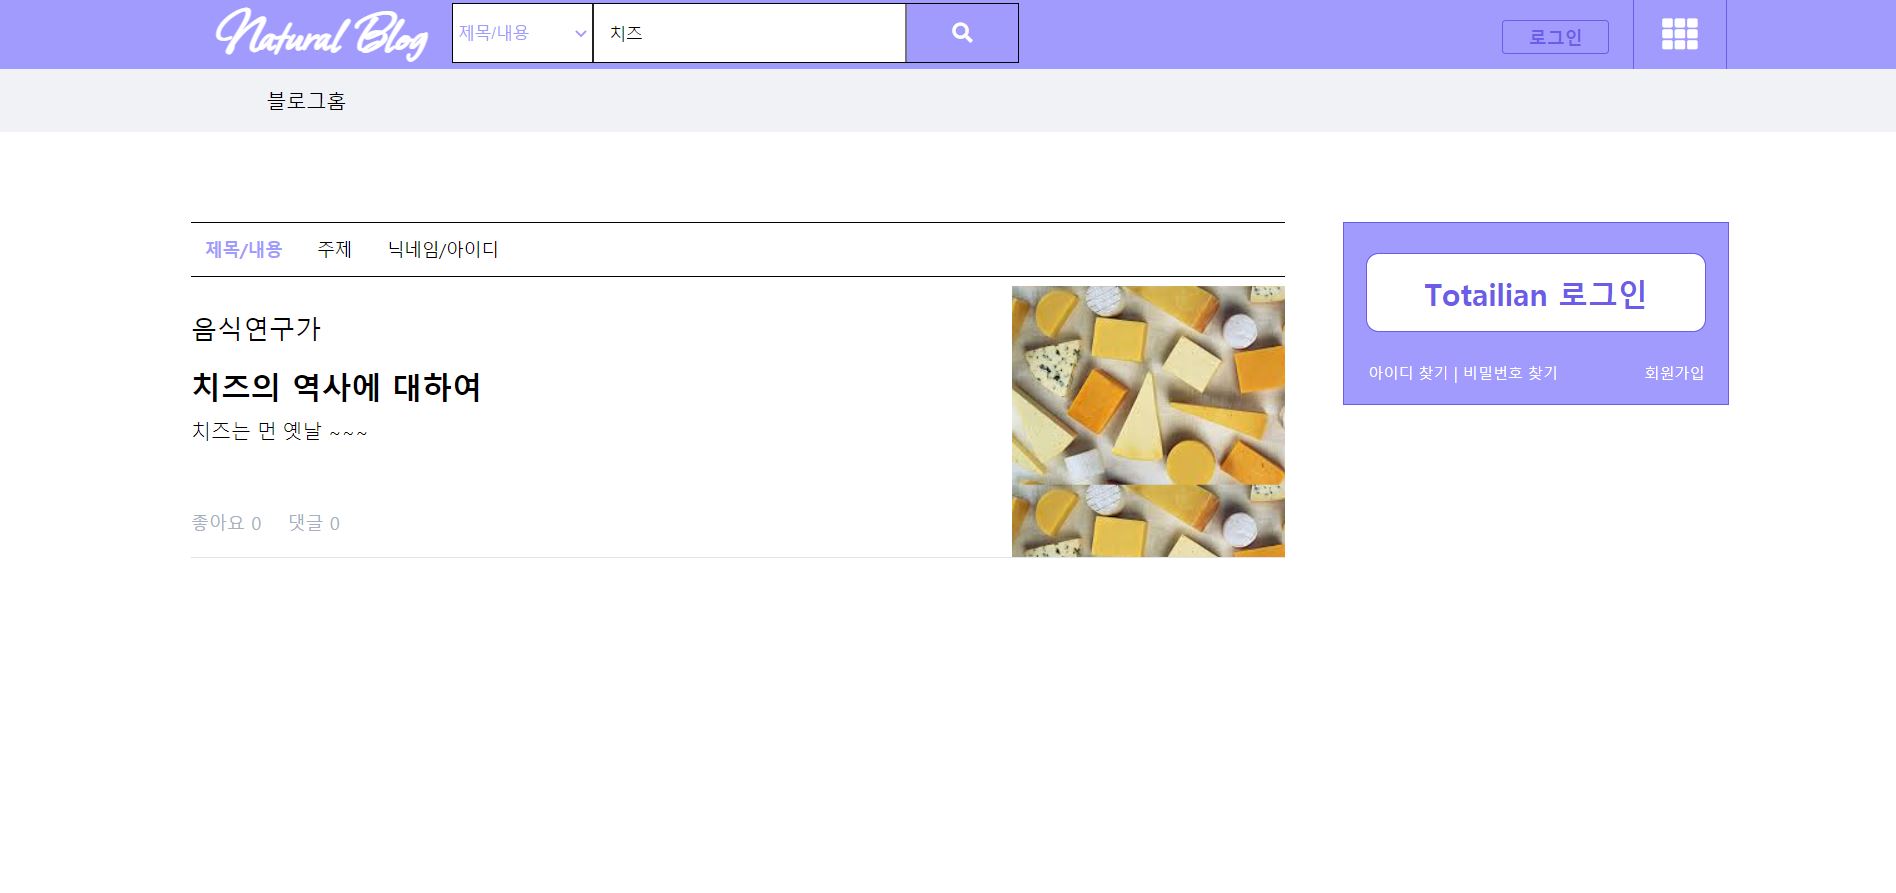 Natural Blog
제목/내용
치즈
로그인
블로그홈
제목/내용 주제 닉네임/아이디
음식연구가
치즈의 역사에 대하여
치즈는 먼 옛날 ~~~
좋아요 0 댓글 0
Totailian 로그인
아이디 찾기 | 비밀번호 찾기 회원가입